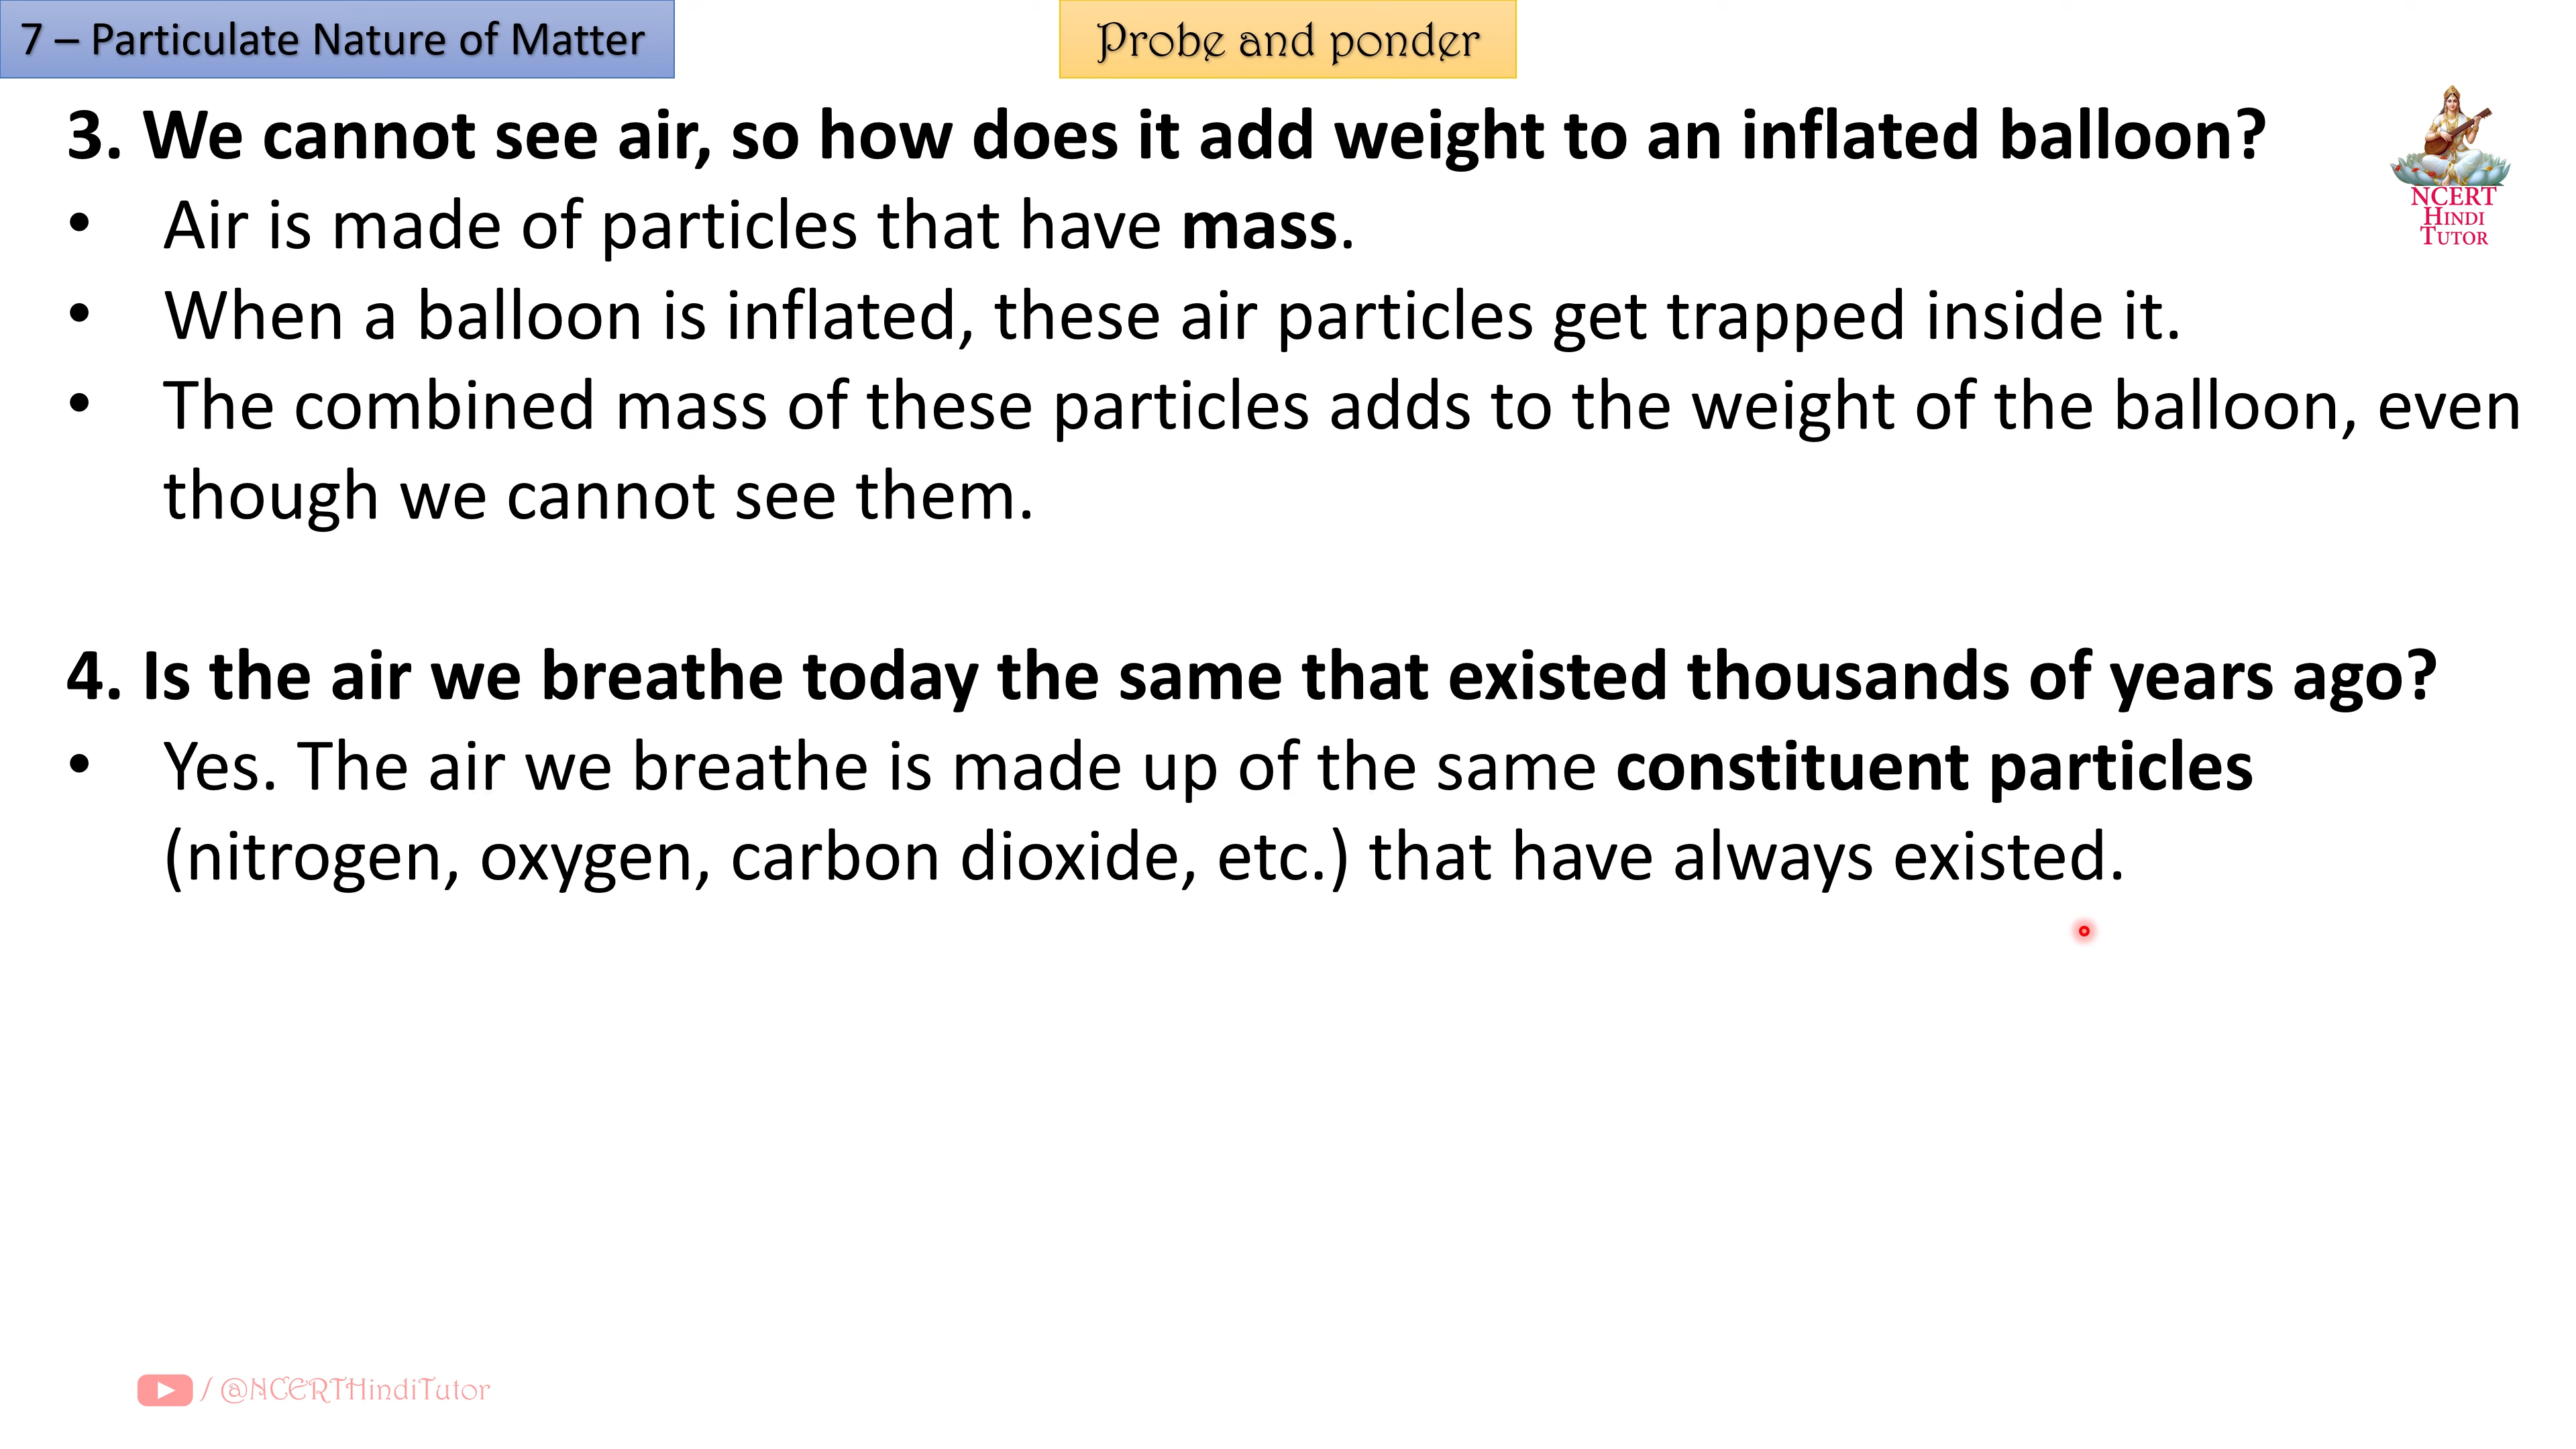 7 – Particulate Nature of Matter
Probe and ponder
3. We cannot see air, so how does it add weight to an inflated balloon?
• Air is made of particles that have mass.
• When a balloon is inflated, these air particles get trapped inside it.
• The combined mass of these particles adds to the weight of the balloon, even
though we cannot see them.
NCERT
HINDI
TUTOR
4. Is the air we breathe today the same that existed thousands of years ago?
• Yes. The air we breathe is made up of the same constituent particles
(nitrogen, oxygen, carbon dioxide, etc.) that have always existed.
/ @NCERTHindiTutor